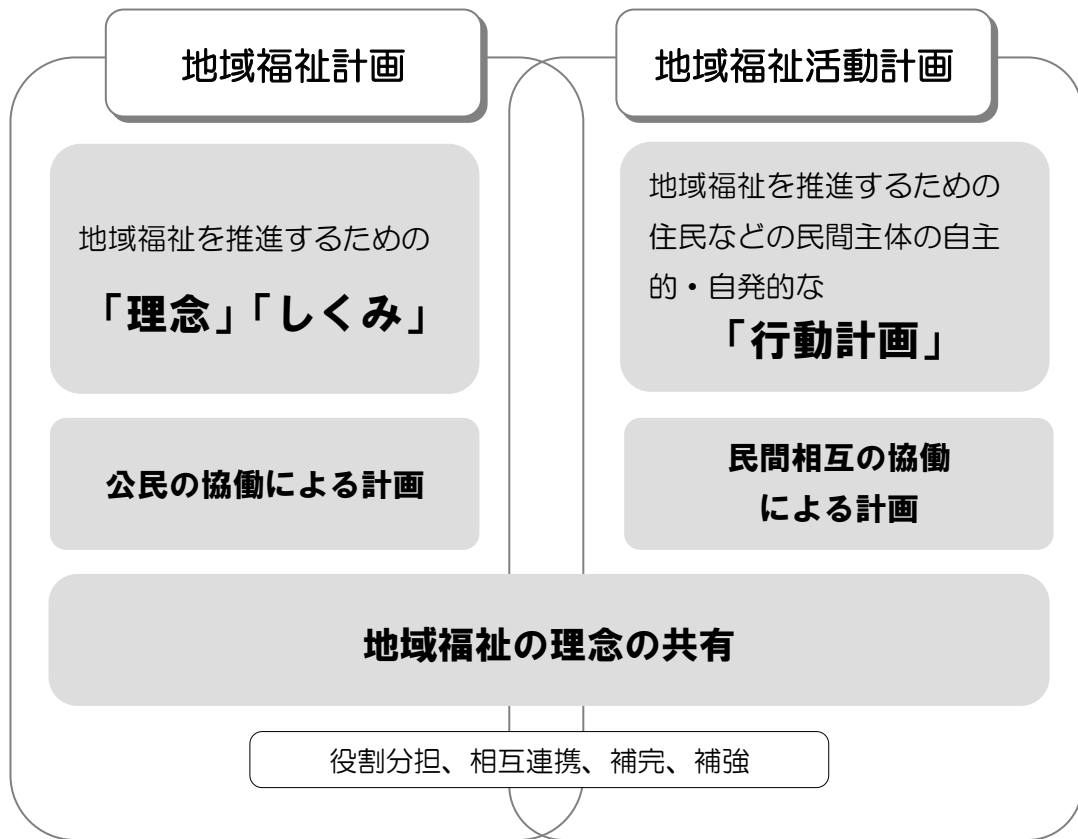 地域福祉計画
地域福祉を推進するための
「理念」「しくみ」
公民の協働による計画
地域福祉活動計画
地域福祉を推進するための
住民などの民間主体の自主
的・自発的な
「行動計画」
民間相互の協働
による計画
地域福祉の理念の共有
役割分担、相互連携、補完、補強